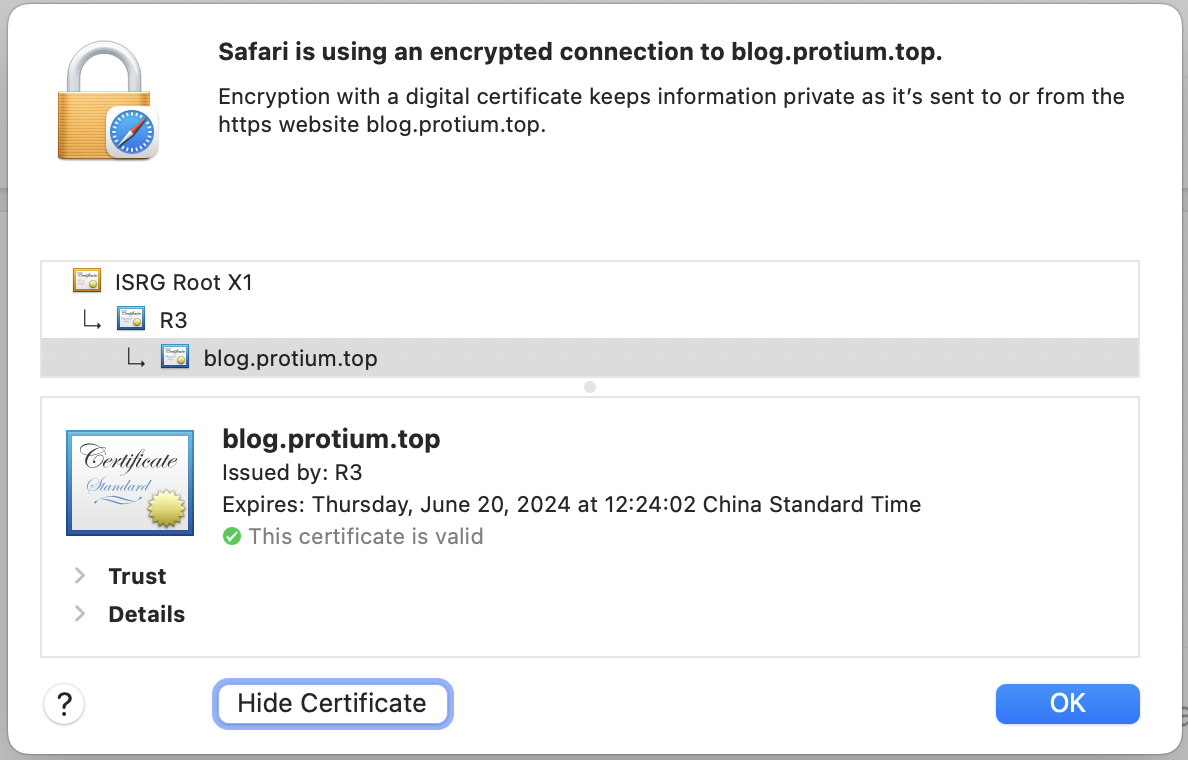 Safari is using an encrypted connection to blog.protium.top.
Encryption with a digital certificate keeps information private as it’s sent to or from the
https website blog.protium.top.
ISRG Root X1
R3
blog.protium.top
Certificate
Standard
blog.protium.top
Issued by: R3
Expires: Thursday, June 20, 2024 at 12:24:02 China Standard Time
This certificate is valid
Trust
Details
?
Hide Certificate
OK